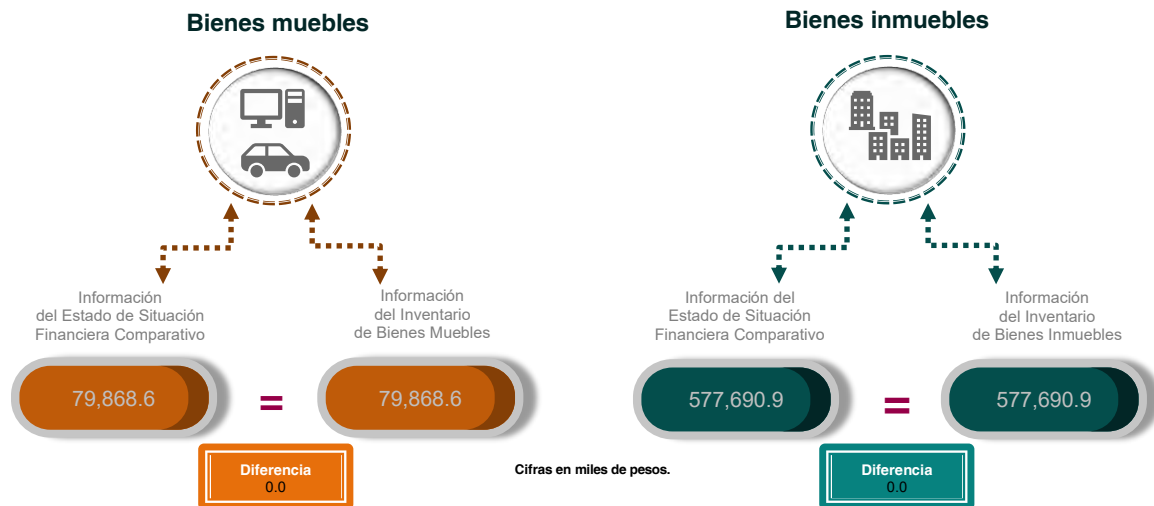 Bienes muebles
Información
del Estado de Situación
Financiera Comparativo
Información
del Inventario
de Bienes Muebles
79,868.6
=
79,868.6
Diferencia
0.0
Cifras en miles de pesos.
Bienes inmuebles
Información del
Estado de Situación
Financiera Comparativo
Información
del Inventario
de Bienes Inmuebles
577,690.9
=
577,690.9
Diferencia
0.0